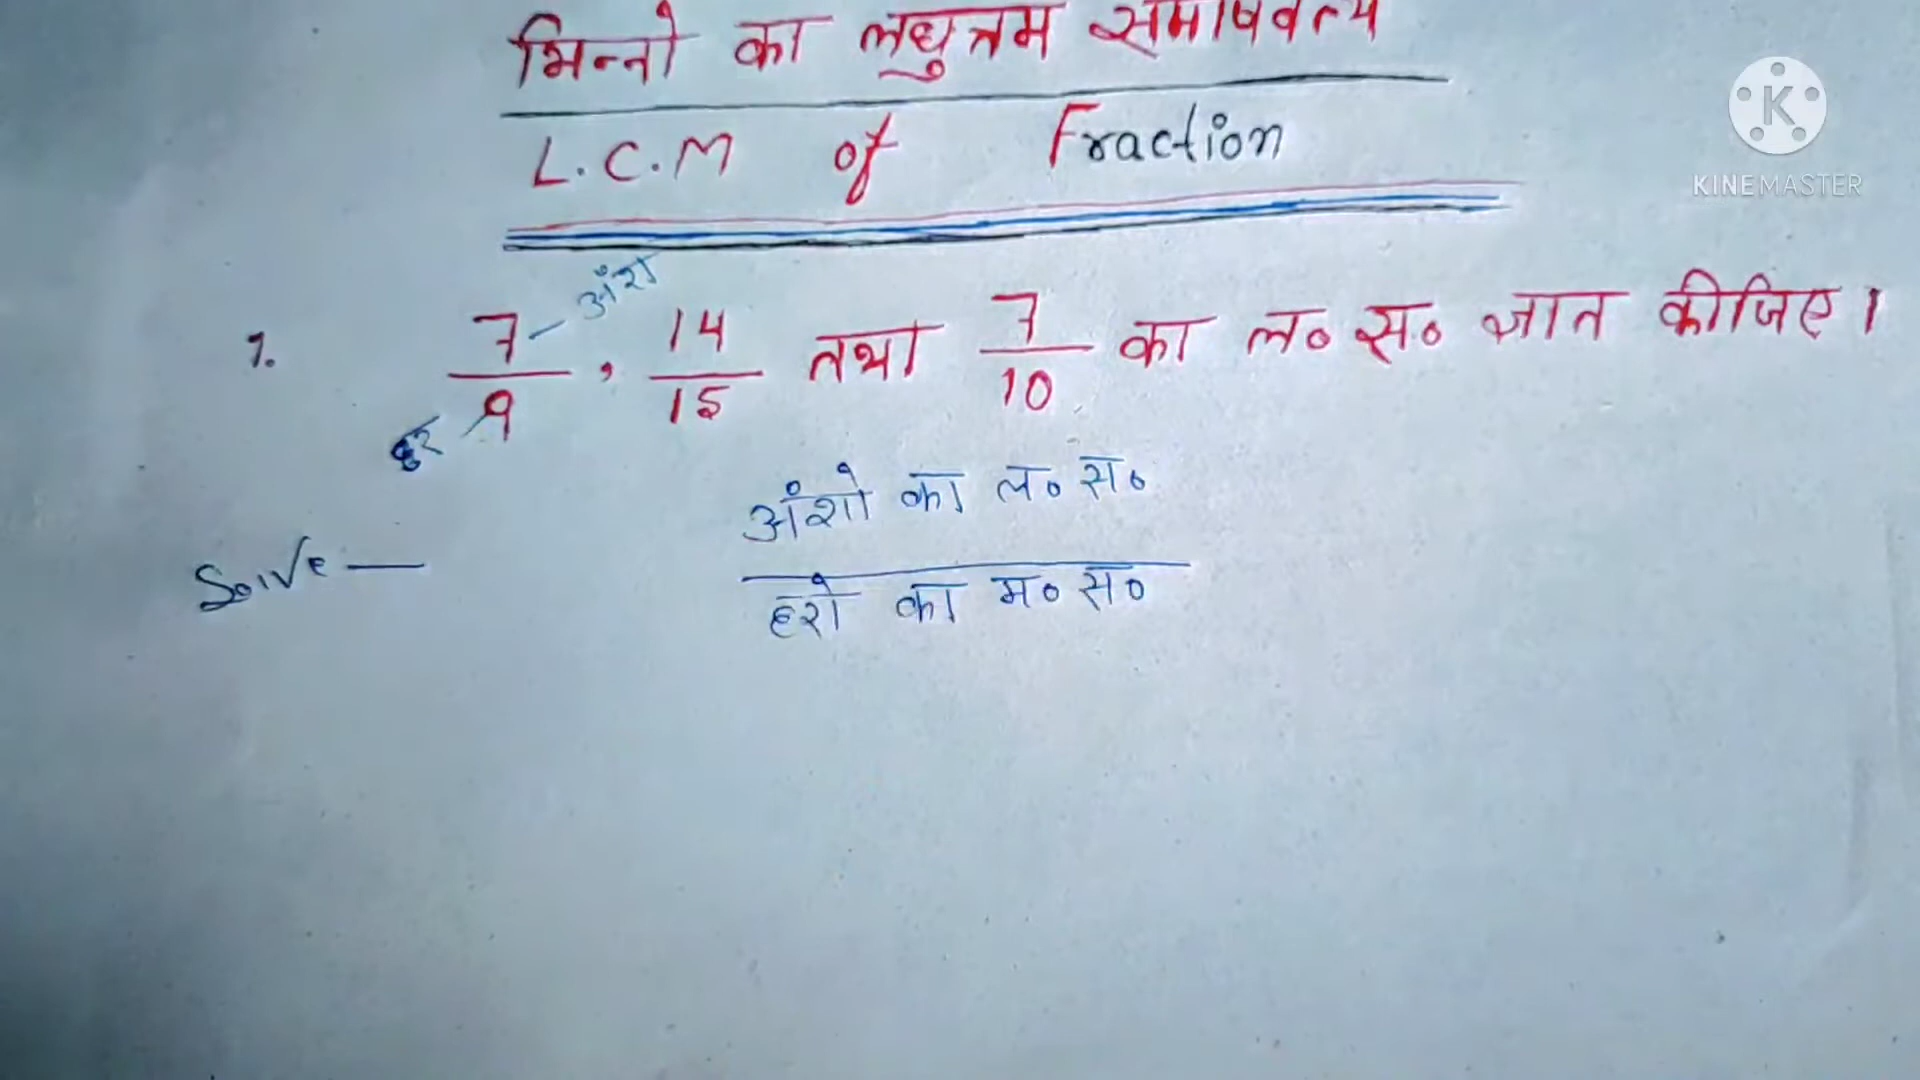 भिन्नो का लघुत्तम समापवर्त्य
L.C.M of Fraction
K
KINEMASTER
अंश
1. 7/9, 14/15 तथा 7/10 का ल० स० ज्ञात कीजिए।
हर
Solve —
अंशो का ल० स०
हरो का म० स०